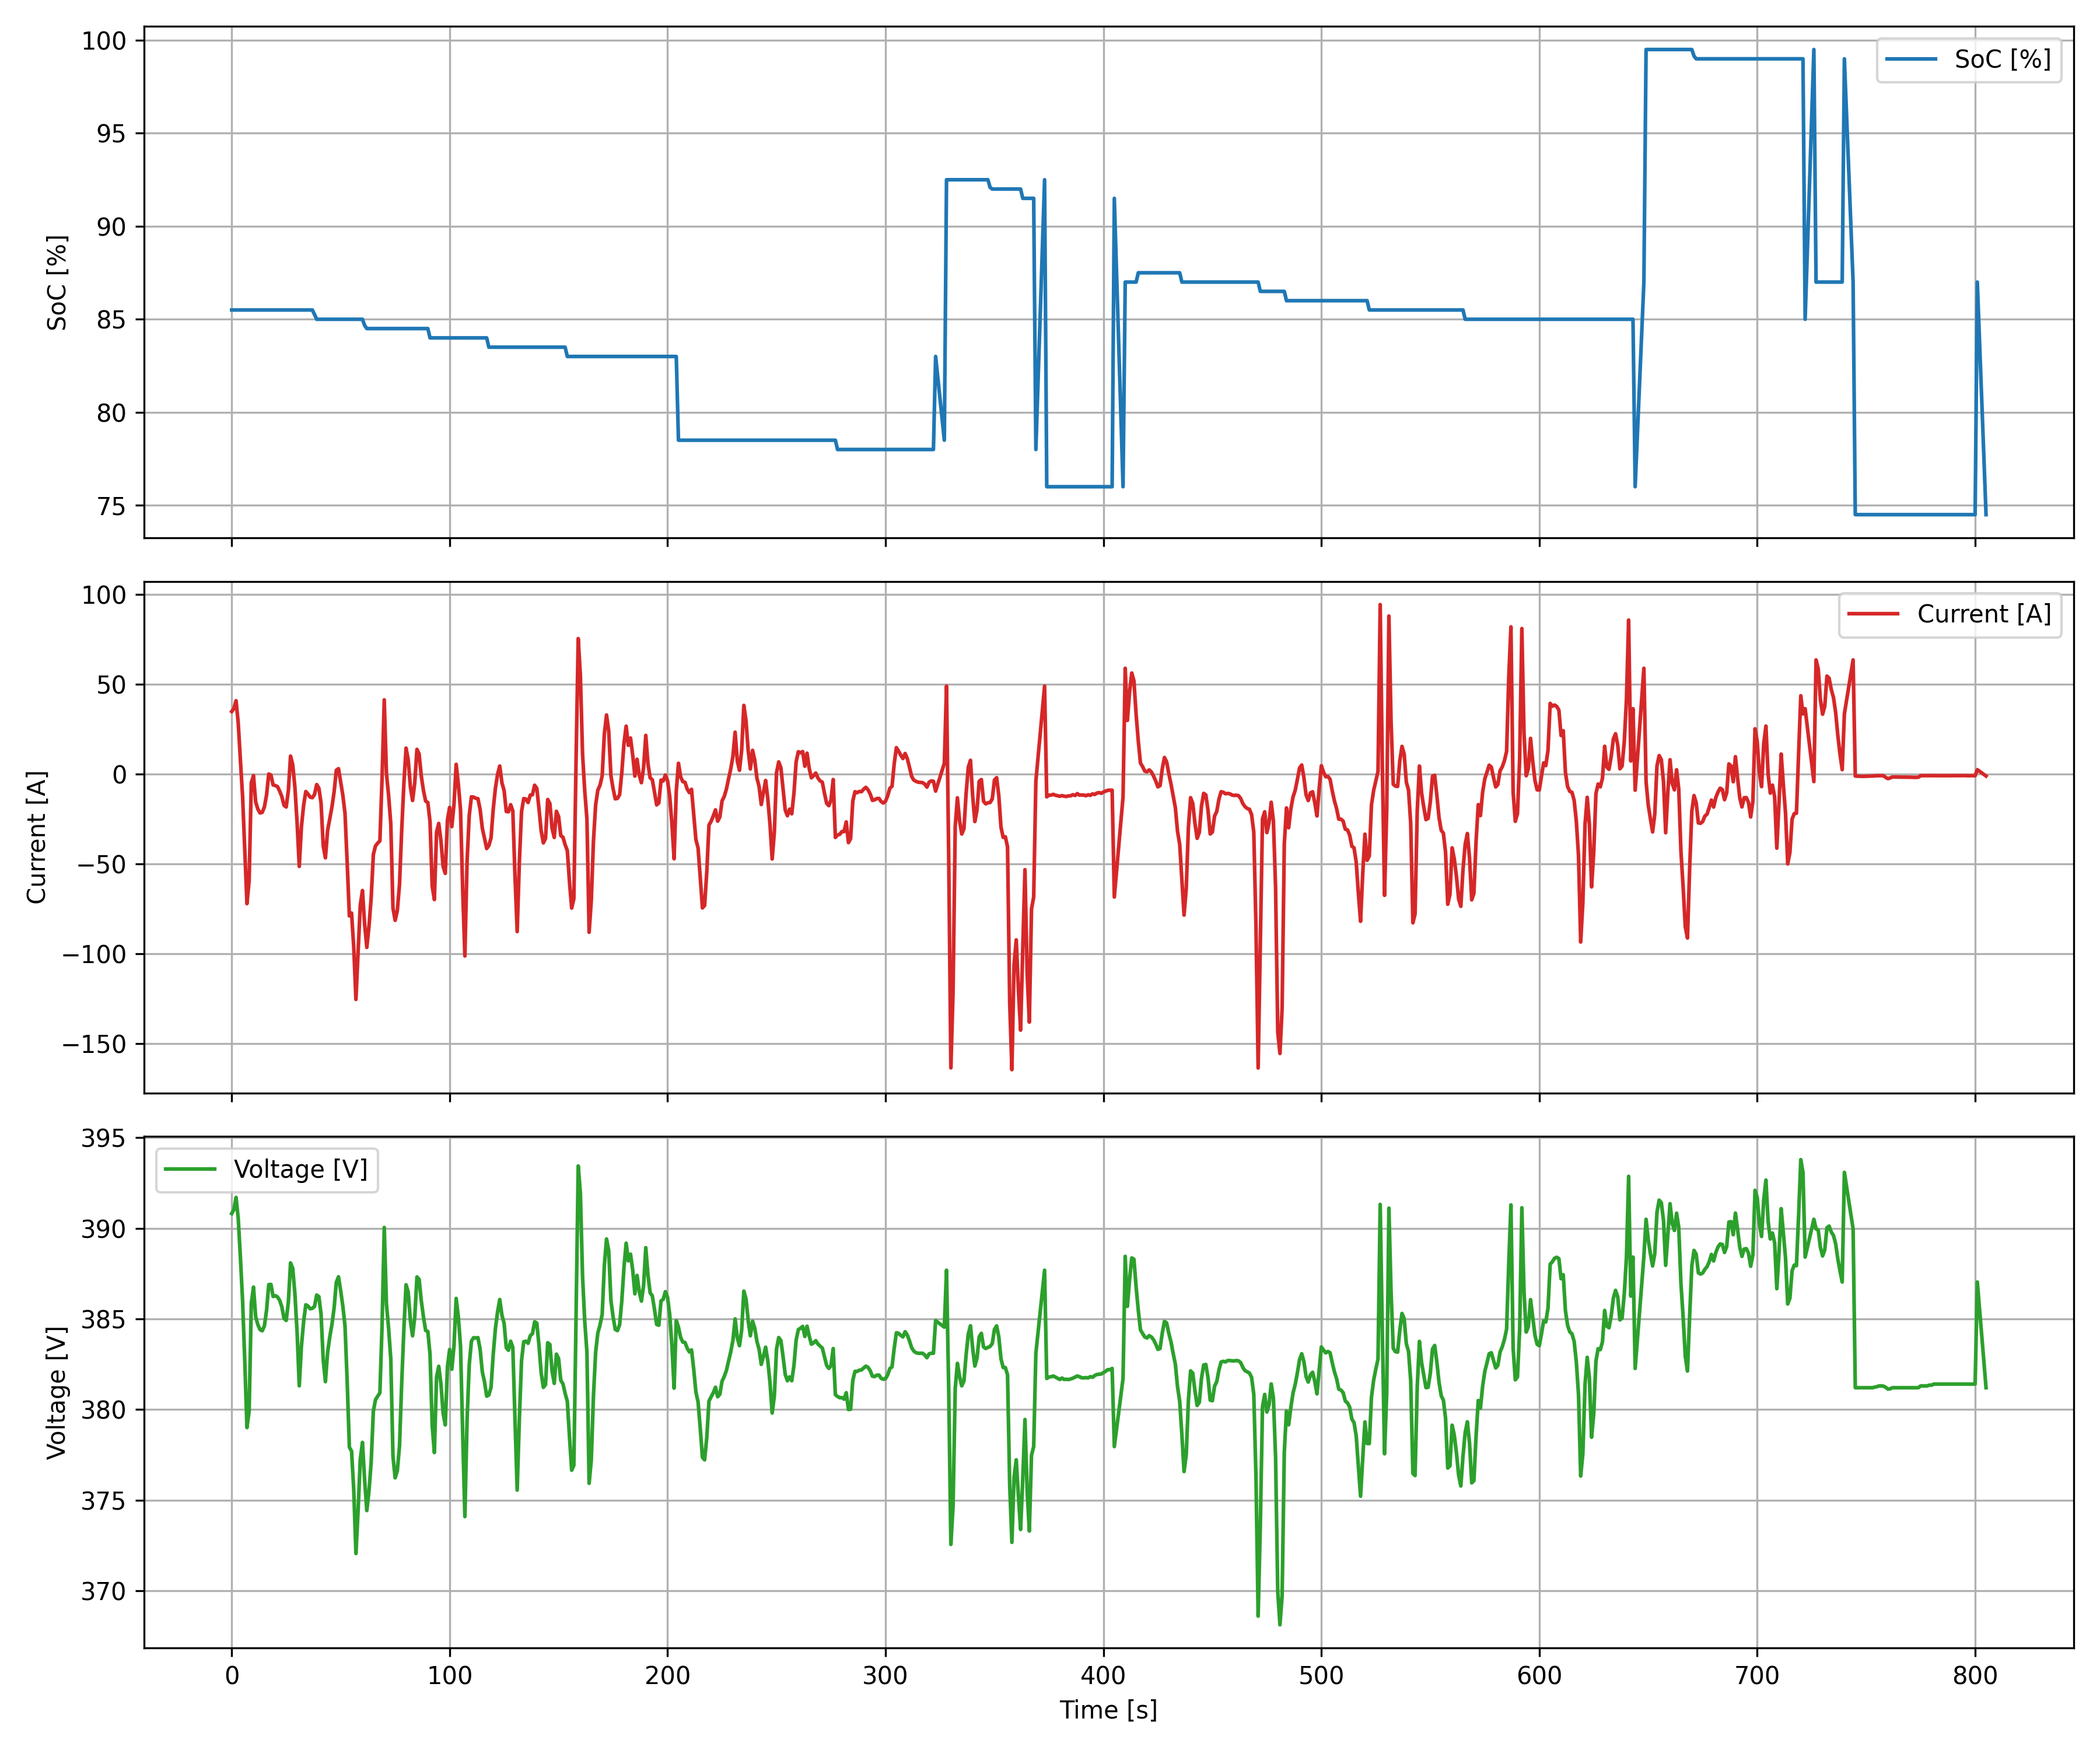 100
95
90
85
80
75
SoC [%]
SoC [%]
100
50
0
−50
−100
−150
Current [A]
Current [A]
395
390
385
380
375
370
Voltage [V]
Voltage [V]
0 100 200 300 400 500 600 700 800
Time [s]